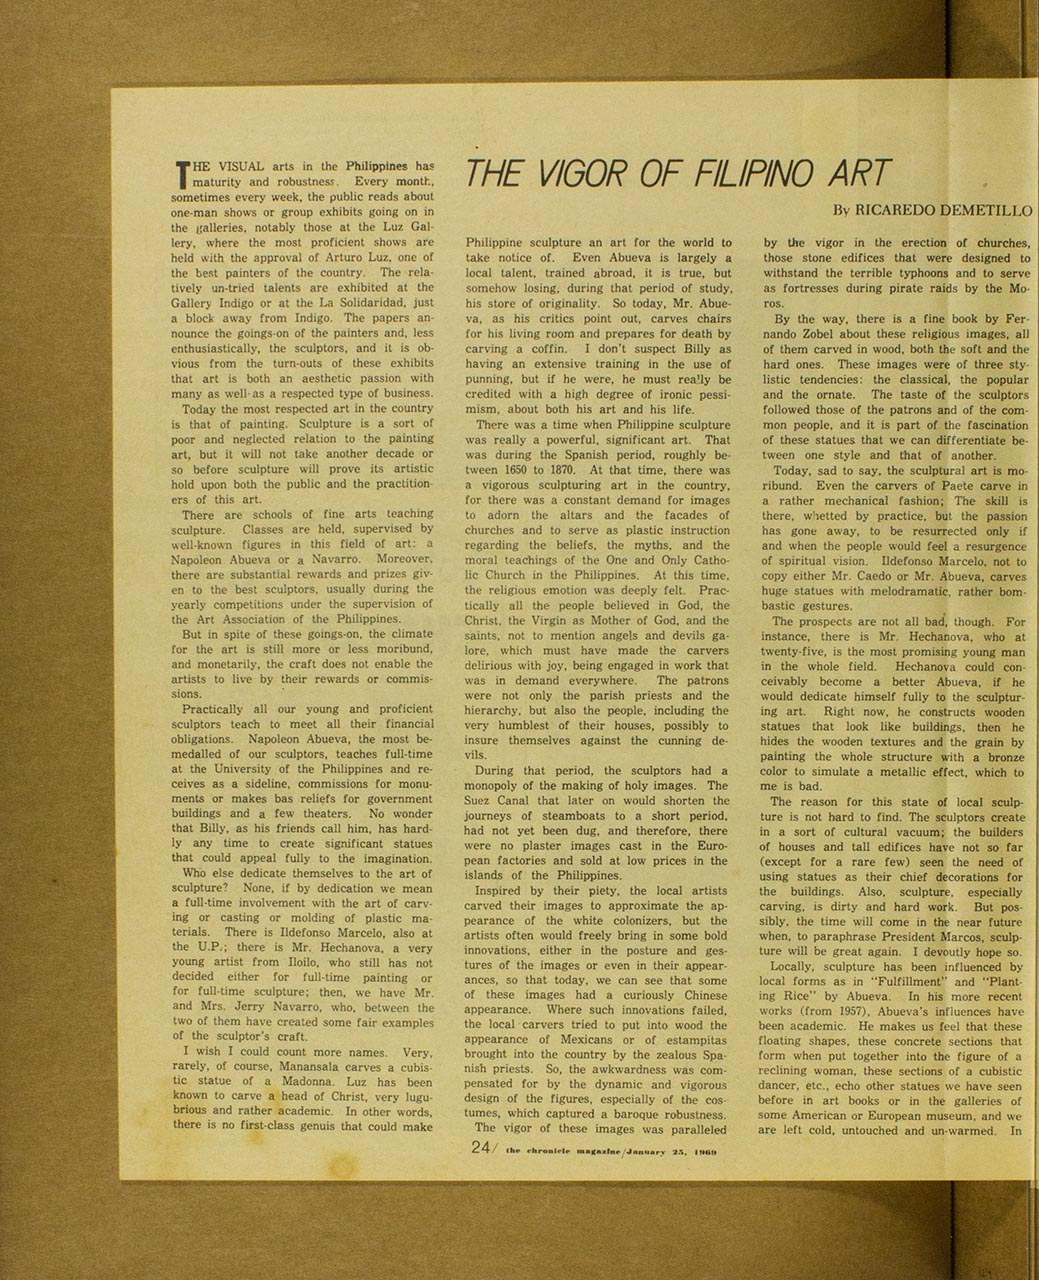 THE VIGOR OF FILIPINO ART
By RICAREDO DEMETILLO
THE VISUAL arts in the Philippines has
maturity and robustness. Every month,
sometimes every week, the public reads about
one-man shows or group exhibits going on in
the galleries, notably those at the Luz Gal-
lery, where the most proficient shows are
held with the approval of Arturo Luz, one of
the best painters of the country. The rela-
tively un-tried talents are exhibited at the
Gallery Indigo or at the La Solidaridad, just
a block away from Indigo. The papers an-
nounce the goings-on of the painters and, less
enthusiastically, the sculptors, and it is ob-
vious from the turn-outs of these exhibits
that art is both an aesthetic passion with
many as well as a respected type of business.
Today the most respected art in the country
is that of painting. Sculpture is a sort of
poor and neglected relation to the painting
art, but it will not take another decade or
so before sculpture will prove its artistic
hold upon both the public and the practition-
ers of this art.
There are schools of fine arts teaching
sculpture. Classes are held, supervised by
well-known figures in this field of art: a
Napoleon Abueva or a Navarro. Moreover,
there are substantial rewards and prizes giv-
en to the best sculptors, usually during the
yearly competitions under the supervision of
the Art Association of the Philippines.
But in spite of these goings-on, the climate
for the art is still more or less moribund,
and monetarily, the craft does not enable the
artists to live by their rewards or commis-
sions.
Practically all our young and proficient
sculptors teach to meet all their financial
obligations. Napoleon Abueva, the most be-
medalled of our sculptors, teaches full-time
at the University of the Philippines and re-
ceives as a sideline, commissions for monu-
ments or makes bas reliefs for government
buildings and a few theaters. No wonder
that Billy, as his friends call him, has hard-
ly any time to create significant statues
that could appeal fully to the imagination.
Who else dedicate themselves to the art of
sculpture? None, if by dedication we mean
a full-time involvement with the art of carv-
ing or casting or molding of plastic ma-
terials. There is Ildefonso Marcelo, also at
the U.P.; there is Mr. Hechanova, a very
young artist from Iloilo, who still has not
decided either for full-time painting or
for full-time sculpture; then, we have Mr.
and Mrs. Jerry Navarro, who, between the
two of them have created some fair examples
of the sculptor's craft.
I wish I could count more names. Very,
rarely, of course, Manansala carves a cubis-
tic statue of a Madonna. Luz has been
known to carve a head of Christ, very lugu-
brious and rather academic. In other words,
there is no first-class genuis that could make
Philippine sculpture an art for the world to
take notice of. Even Abueva is largely a
local talent, trained abroad, it is true, but
somehow losing, during that period of study,
his store of originality. So today, Mr. Abue-
va, as his critics point out, carves chairs
for his living room and prepares for death by
carving a coffin. I don't suspect Billy as
having an extensive training in the use of
punning, but if he were, he must really be
credited with a high degree of ironic pessi-
mism, about both his art and his life.
There was a time when Philippine sculpture
was really a powerful, significant art. That
was during the Spanish period, roughly be-
tween 1650 to 1870. At that time, there was
a vigorous sculpturing art in the country,
for there was a constant demand for images
to adorn the altars and the facades of
churches and to serve as plastic instruction
regarding the beliefs, the myths, and the
moral teachings of the One and Only Catho-
lic Church in the Philippines. At this time,
the religious emotion was deeply felt. Prac-
tically all the people believed in God, the
Christ, the Virgin as Mother of God, and the
saints, not to mention angels and devils ga-
lore, which must have made the carvers
delirious with joy, being engaged in work that
was in demand everywhere. The patrons
were not only the parish priests and the
hierarchy, but also the people, including the
very humblest of their houses, possibly to
insure themselves against the cunning de-
vils.
During that period, the sculptors had a
monopoly of the making of holy images. The
Suez Canal that later on would shorten the
journeys of steamboats to a short period,
had not yet been dug, and therefore, there
were no plaster images cast in the Euro-
pean factories and sold at low prices in the
islands of the Philippines.
Inspired by their piety, the local artists
carved their images to approximate the ap-
pearance of the white colonizers, but the
artists often would freely bring in some bold
innovations, either in the posture and ges-
tures of the images or even in their appear-
ances, so that today, we can see that some
of these images had a curiously Chinese
appearance. Where such innovations failed,
the local carvers tried to put into wood the
appearance of Mexicans or of estampitas
brought into the country by the zealous Spa-
nish priests. So, the awkwardness was com-
pensated for by the dynamic and vigorous
design of the figures, especially of the cos-
tumes, which captured a baroque robustness.
The vigor of these images was paralleled
by the vigor in the erection of churches,
those stone edifices that were designed to
withstand the terrible typhoons and to serve
as fortresses during pirate raids by the Mo-
ros.
By the way, there is a fine book by Fer-
nando Zobel about these religious images, all
of them carved in wood, both the soft and the
hard ones. These images were of three sty-
listic tendencies: the classical, the popular
and the ornate. The taste of the sculptors
followed those of the patrons and of the com-
mon people, and it is part of the fascination
of these statues that we can differentiate be-
tween one style and that of another.
Today, sad to say, the sculptural art is mo-
ribund. Even the carvers of Paete carve in
a rather mechanical fashion; The skill is
there, whetted by practice, but the passion
has gone away, to be resurrected only if
and when the people would feel a resurgence
of spiritual vision. Ildefonso Marcelo, not to
copy either Mr. Caedo or Mr. Abueva, carves
huge statues with melodramatic, rather bom-
bastic gestures.
The prospects are not all bad, though. For
instance, there is Mr. Hechanova, who at
twenty-five, is the most promising young man
in the whole field. Hechanova could con-
ceivably become a better Abueva, if he
would dedicate himself fully to the sculptur-
ing art. Right now, he constructs wooden
statues that look like buildings, then he
hides the wooden textures and the grain by
painting the whole structure with a bronze
color to simulate a metallic effect, which to
me is bad.
The reason for this state of local sculp-
ture is not hard to find. The sculptors create
in a sort of cultural vacuum; the builders
of houses and tall edifices have not so far
(except for a rare few) seen the need of
using statues as their chief decorations for
the buildings. Also, sculpture, especially
carving, is dirty and hard work. But pos-
sibly, the time will come in the near future
when, to paraphrase President Marcos, sculp-
ture will be great again. I devoutly hope so.
Locally, sculpture has been influenced by
local forms as in "Fulfillment" and "Plant-
ing Rice" by Abueva. In his more recent
works (from 1957), Abueva's influences have
been academic. He makes us feel that these
floating shapes, these concrete sections that
form when put together into the figure of a
reclining woman, these sections of a cubistic
dancer, etc., echo other statues we have seen
before in art books or in the galleries of
some American or European museum, and we
are left cold, untouched and un-warmed. In
24/ the chronicle magazine/January 25, 1969